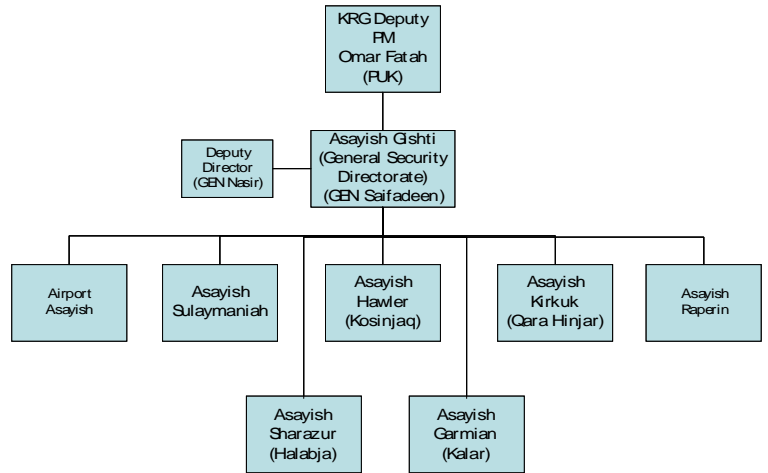 KRG Deputy
PM
Omar Fatah
(PUK)
Asayish Gishti
(General Security
Directorate)
(GEN Saifadeen)
Deputy
Director
(GEN Nasir)
Airport
Asayish
Asayish
Sulaymaniah
Asayish
Hawler
(Kosinjaq)
Asayish
Kirkuk
(Qara Hinjar)
Asayish
Raperin
Asayish
Sharazur
(Halabja)
Asayish
Garmian
(Kalar)